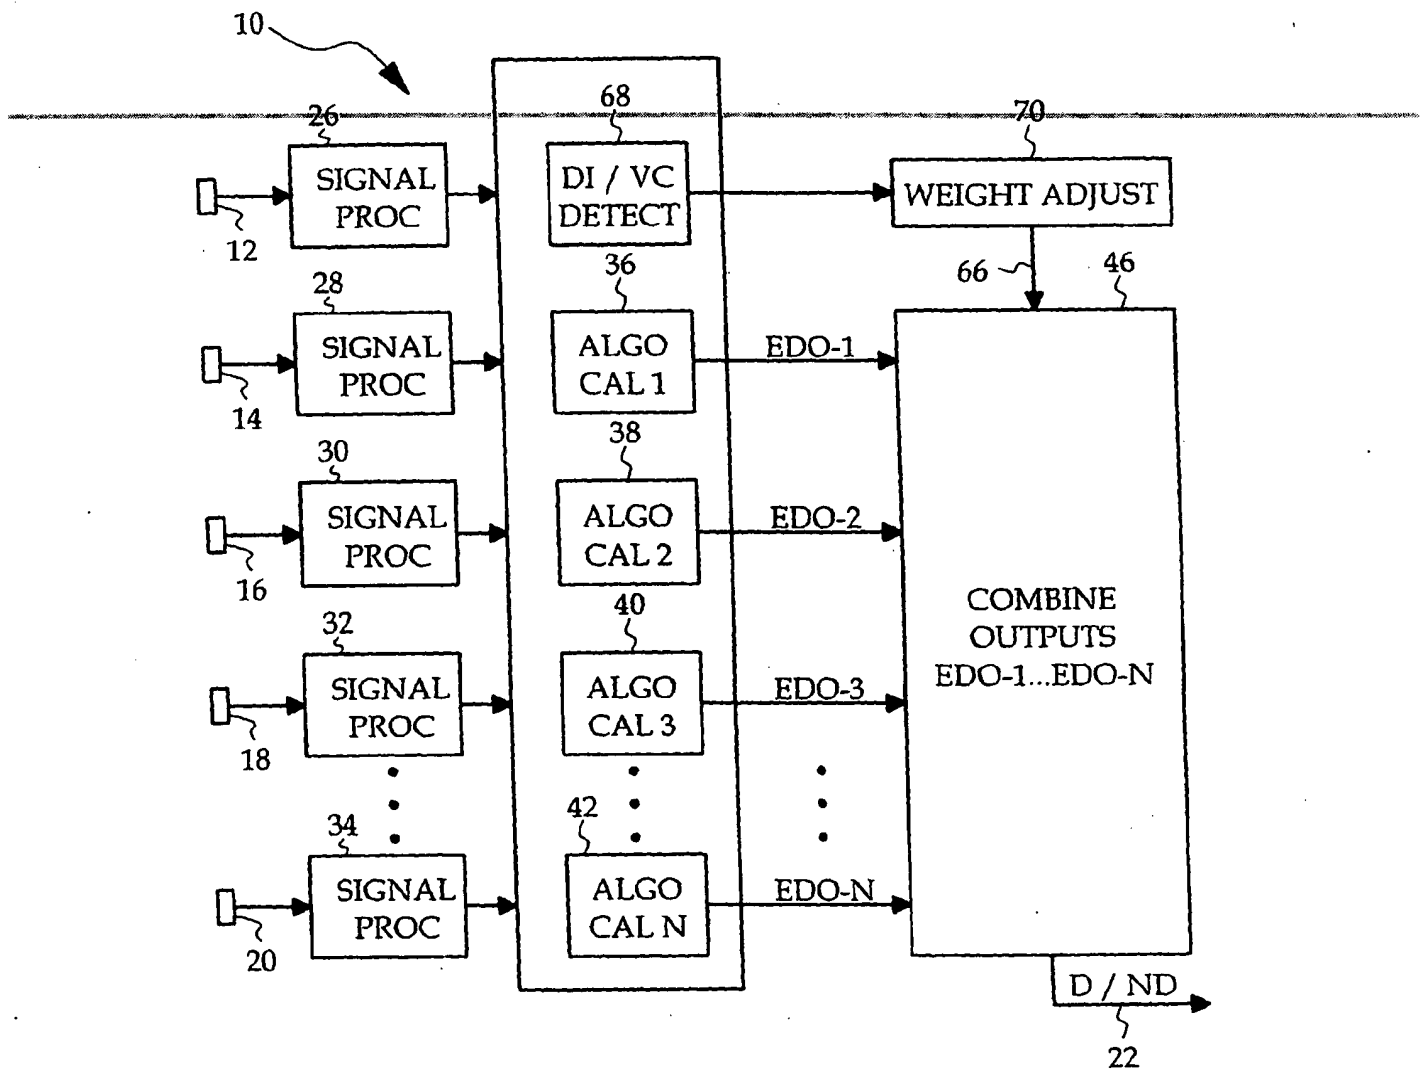 10
26
68
70
SIGNAL
PROC
DI / VC
DETECT
WEIGHT ADJUST
12
66
46
28
36
SIGNAL
PROC
ALGO
CAL 1
EDO-1
14
30
38
SIGNAL
PROC
ALGO
CAL 2
EDO-2
16
32
40
SIGNAL
PROC
ALGO
CAL 3
EDO-3
COMBINE
OUTPUTS
EDO-1...EDO-N
18
34
42
SIGNAL
PROC
ALGO
CAL N
EDO-N
20
D / ND
22